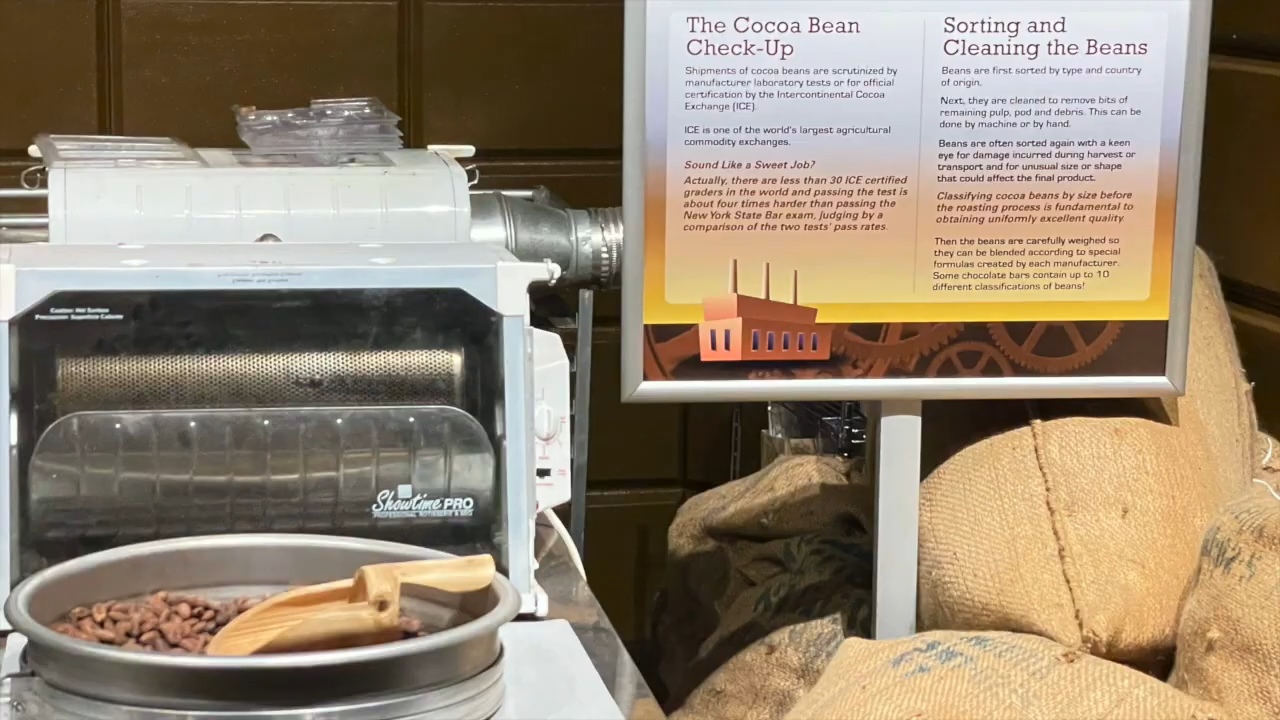 The Cocoa Bean
Check-Up
Shipments of cocoa beans are scrutinized by
manufacturer laboratory tests or for official
certification by the Intercontinental Cocoa
Exchange (ICE).
ICE is one of the world's largest agricultural
commodity exchanges.
Sound Like a Sweet Job?
Actually, there are less than 30 ICE certified
graders in the world and passing the test is
about four times harder than passing the
New York State Bar exam, judging by a
comparison of the two tests' pass rates.
Sorting and
Cleaning the Beans
Beans are first sorted by type and country
of origin.
Next, they are cleaned to remove bits of
remaining pulp, pod and debris. This can be
done by machine or by hand.
Beans are often sorted again with a keen
eye for damage incurred during harvest or
transport and for unusual size or shape
that could affect the final product.
Classifying cocoa beans by size before
the roasting process is fundamental to
obtaining uniformly excellent quality.
Then the beans are carefully weighed so
they can be blended according to special
formulas created by each manufacturer.
Some chocolate bars contain up to 10
different classifications of beans!
Caution: Hot Surface
Precaucion: Superficie Caliente
Showtime PRO
PROFESSIONAL ROTISSERIE & BBQ